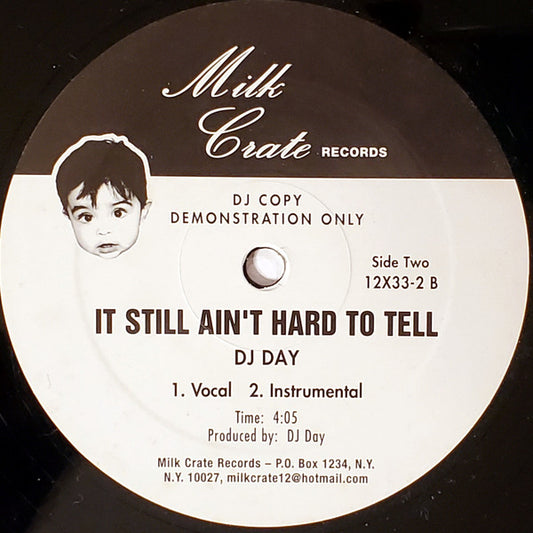 Milk
Crate RECORDS
DJ COPY
DEMONSTRATION ONLY
Side Two
12X33-2 B
IT STILL AIN'T HARD TO TELL
DJ DAY
1. Vocal 2. Instrumental
Time: 4:05
Produced by: DJ Day
Milk Crate Records – P.O. Box 1234, N.Y.
N.Y. 10027, milkcrate12@hotmail.com